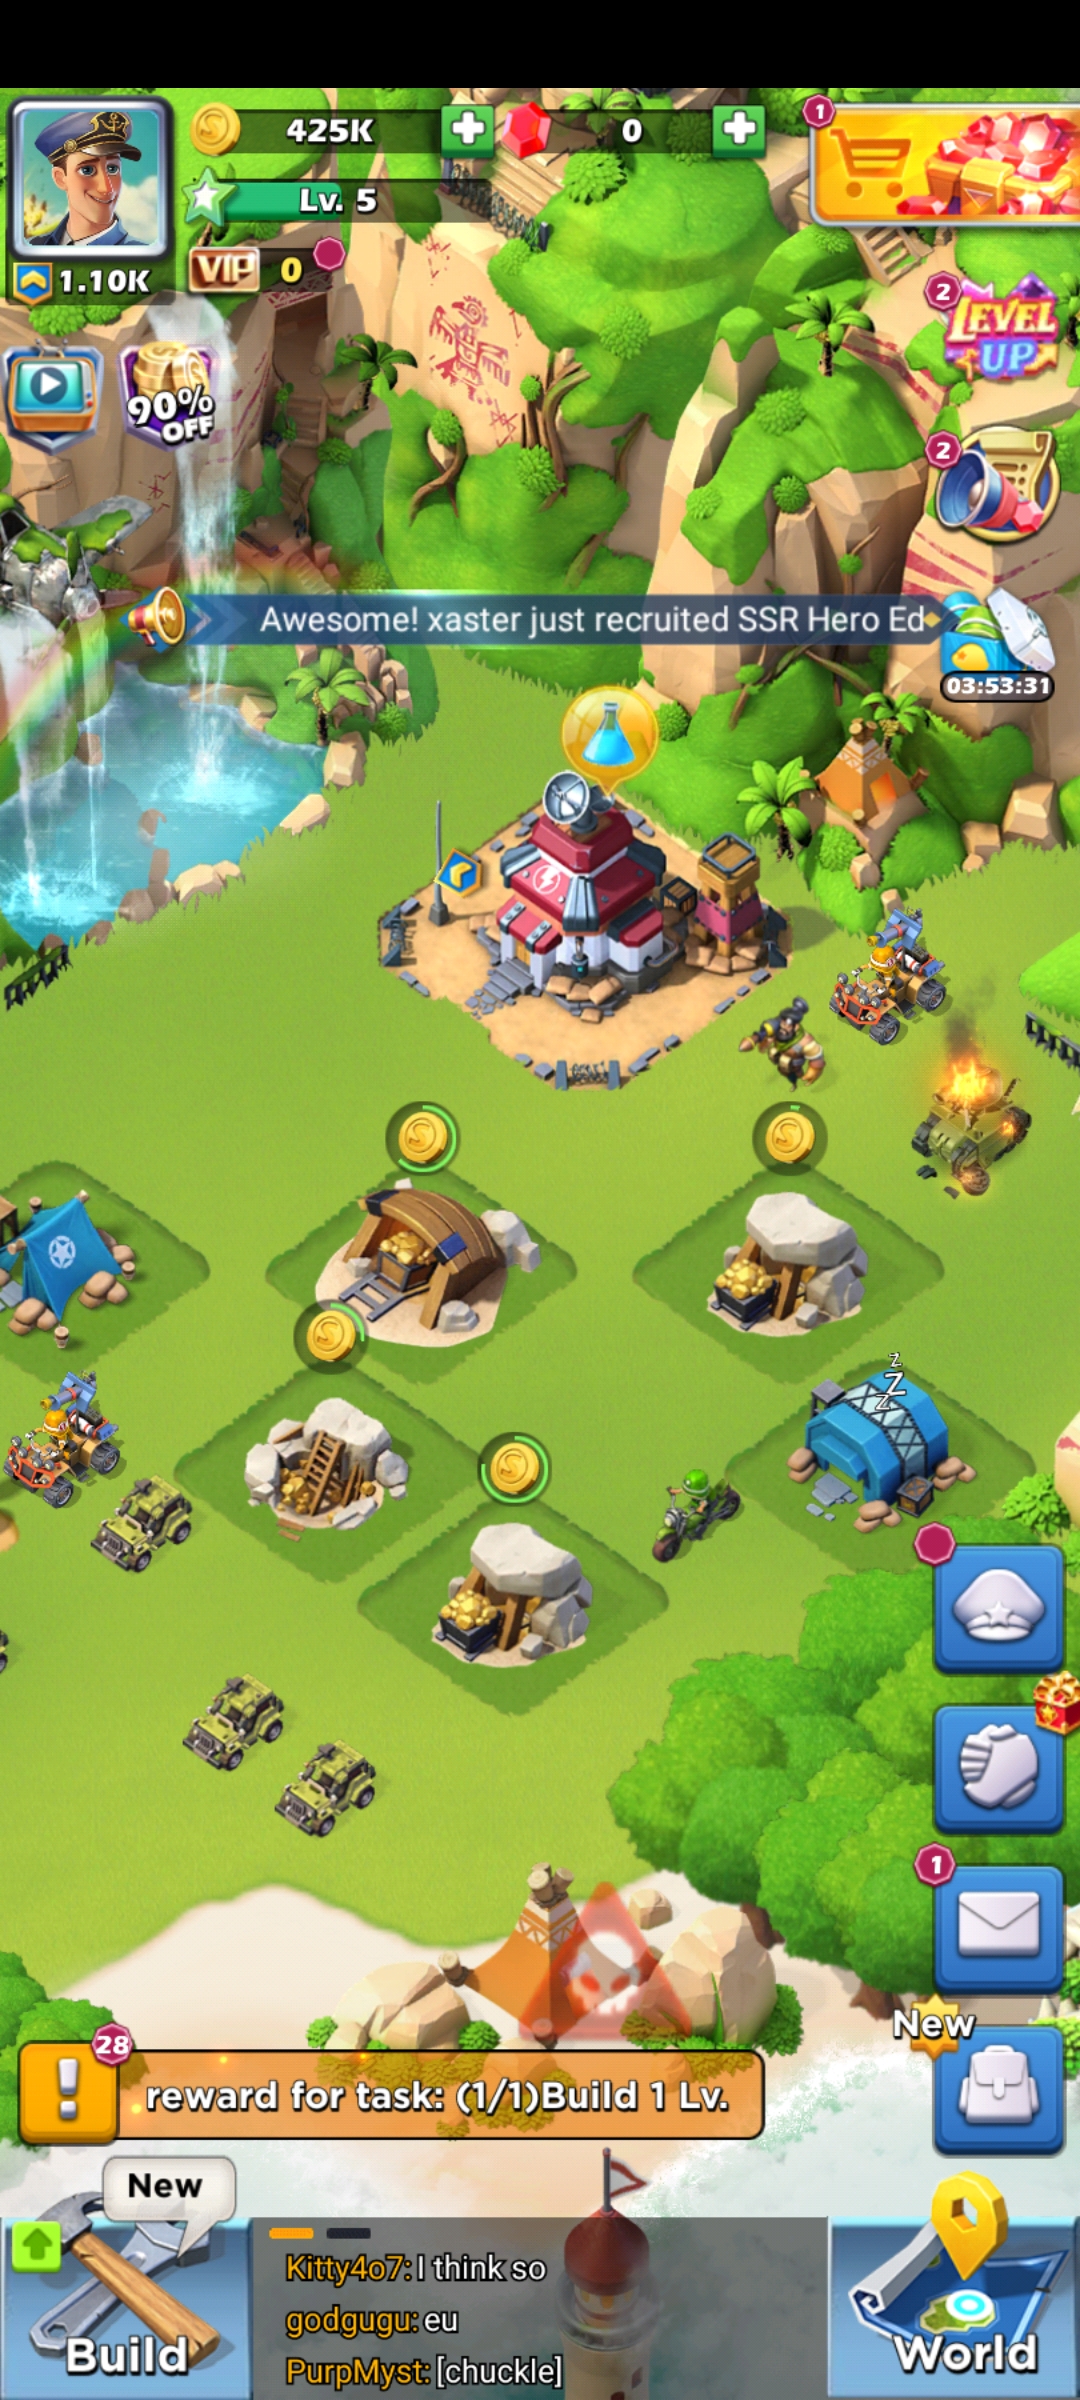 425K
0
1
Lv. 5
VIP 0
1.10K
2
LEVEL
UP
90%
OFF
2
Awesome! xaster just recruited SSR Hero Ed
03:53:31
z
Z
Z
1
New
28
reward for task: (1/1)Build 1 Lv.
New
Kitty4o7: I think so
godgugu: eu
PurpMyst: [chuckle]
Build
World